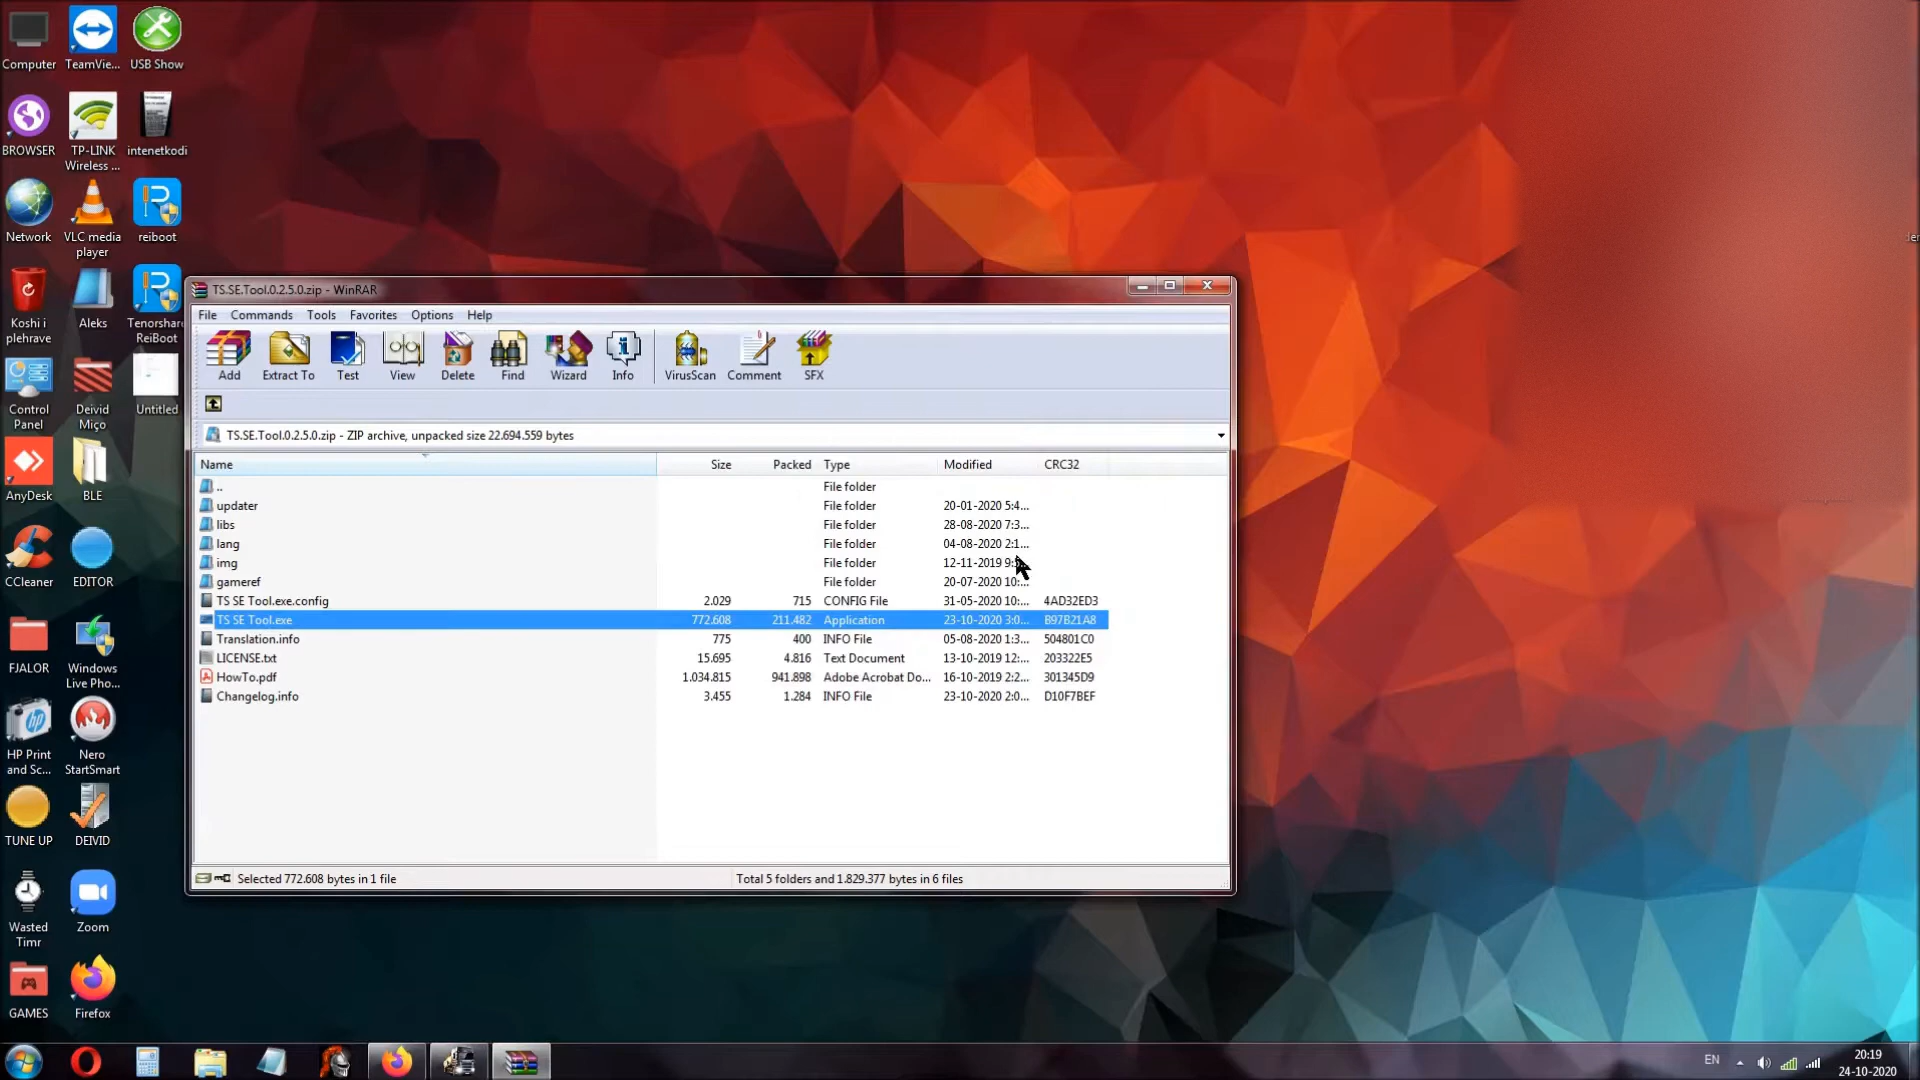 Computer
TeamVie...
USB Show
BROWSER
TP-LINK
Wireless ...
intenetkodi
Network
VLC media
player
reiboot
Koshi i
plehrave
Aleks
Tenorshare
ReiBoot
Control
Panel
Deivid
Miço
Untitled
AnyDesk
BLE
CCleaner
EDITOR
FJALOR
Windows
Live Pho...
HP Print
and Sc...
Nero
StartSmart
TUNE UP
DEIVID
Wasted
Timr
Zoom
GAMES
Firefox
TS.SE.Tool.0.2.5.0.zip - WinRAR
File Commands Tools Favorites Options Help
Add Extract To Test View Delete Find Wizard Info VirusScan Comment SFX
TS.SE.Tool.0.2.5.0.zip - ZIP archive, unpacked size 22.694.559 bytes
Name Size Packed Type Modified CRC32
.. File folder
updater File folder 20-01-2020 5:4...
libs File folder 28-08-2020 7:3...
lang File folder 04-08-2020 2:1...
img File folder 12-11-2019
gameref File folder 20-07-2020 10:...
TS SE Tool.exe.config 2.029 715 CONFIG File 31-05-2020 10:... 4AD32ED3
TS SE Tool.exe 772.608 211.482 Application 23-10-2020 3:0... B97B21A8
Translation.info 775 400 INFO File 05-08-2020 1:3... 504801C0
LICENSE.txt 15.695 4.816 Text Document 13-10-2019 12:... 203322E5
HowTo.pdf 1.034.815 941.898 Adobe Acrobat Do... 16-10-2019 2:2... 301345D9
Changelog.info 3.455 1.284 INFO File 23-10-2020 2:0... D10F7BEF
Selected 772.608 bytes in 1 file Total 5 folders and 1.829.377 bytes in 6 files
EN
20:19
24-10-2020